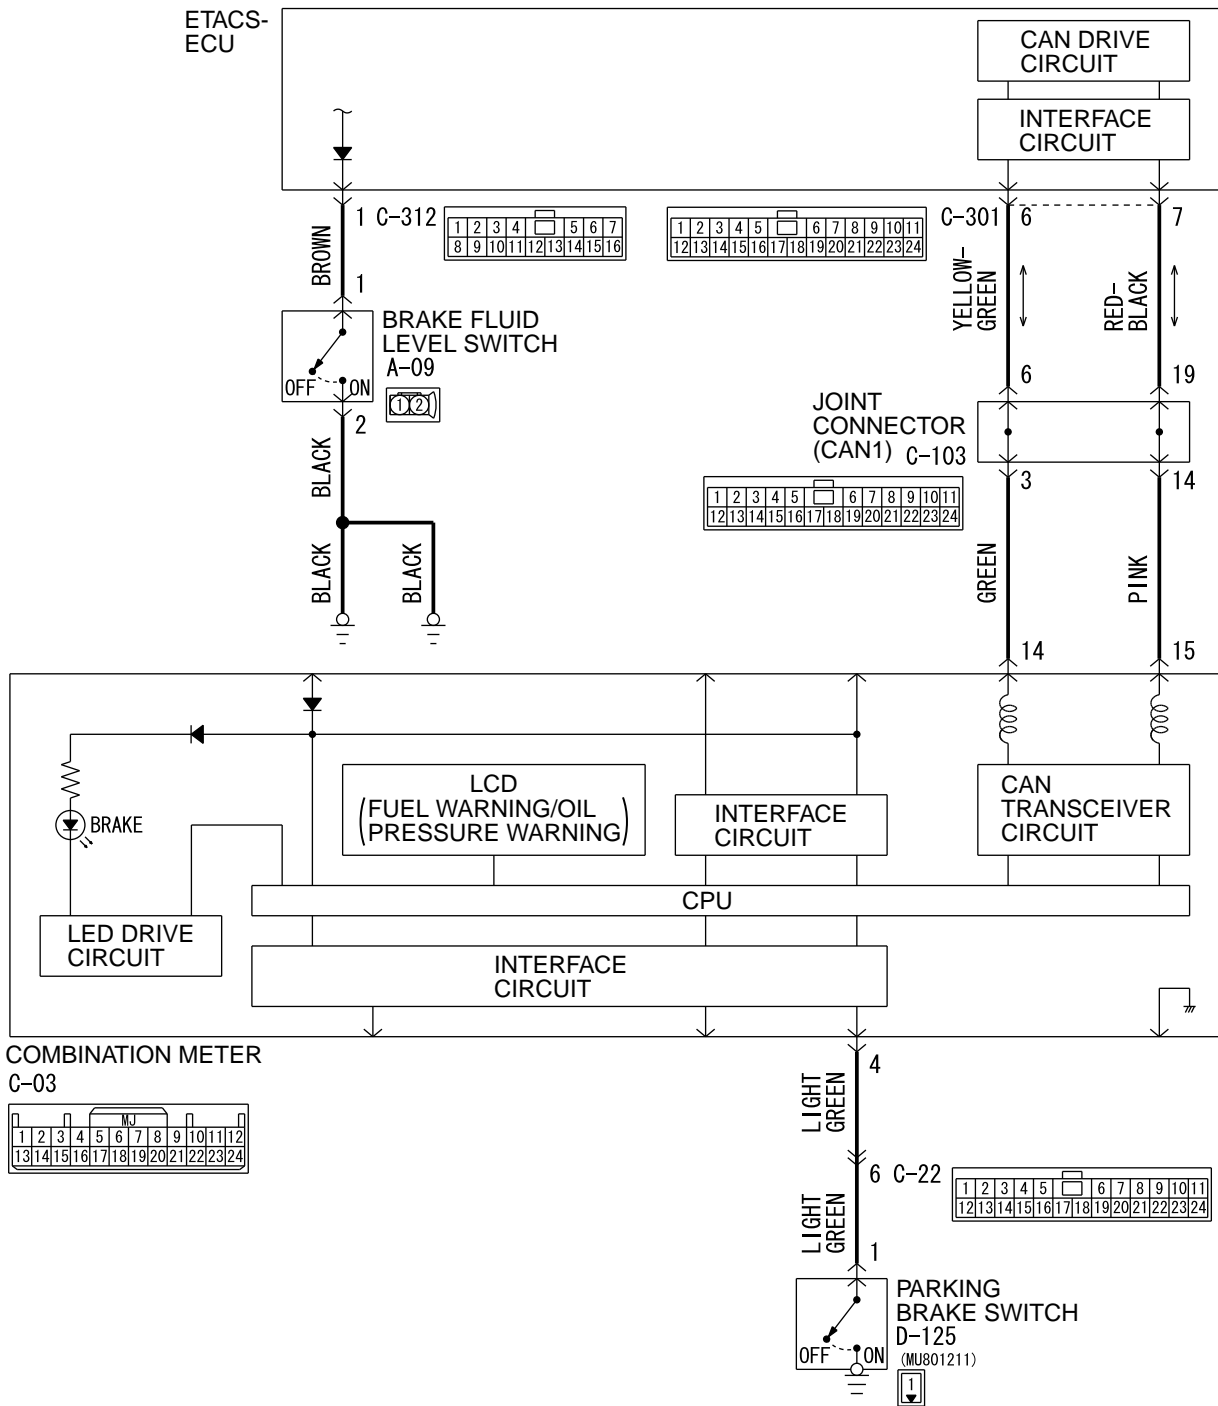 ETACS-
ECU
CAN DRIVE
CIRCUIT
INTERFACE
CIRCUIT
1 C-312
1 2 3 4 5 6 7
8 9 10 11 12 13 14 15 16
1 2 3 4 5 6 7 8 9 10 11
12 13 14 15 16 17 18 19 20 21 22 23 24
C-301 6
7
BROWN
YELLOW-
GREEN
RED-
BLACK
1
BRAKE FLUID
LEVEL SWITCH
A-09
OFF ON
1 2
2
6
19
JOINT
CONNECTOR
(CAN1) C-103
3
14
1 2 3 4 5 6 7 8 9 10 11
12 13 14 15 16 17 18 19 20 21 22 23 24
BLACK
BLACK
BLACK
GREEN
PINK
14
15
LCD
(FUEL WARNING/OIL
PRESSURE WARNING)
INTERFACE
CIRCUIT
CAN
TRANSCEIVER
CIRCUIT
BRAKE
CPU
LED DRIVE
CIRCUIT
INTERFACE
CIRCUIT
COMBINATION METER
C-03
MJ
1 2 3 4 5 6 7 8 9 10 11 12
13 14 15 16 17 18 19 20 21 22 23 24
4
LIGHT
GREEN
6 C-22
1 2 3 4 5 6 7 8 9 10 11
12 13 14 15 16 17 18 19 20 21 22 23 24
LIGHT
GREEN
1
PARKING
BRAKE SWITCH
D-125
(MU801211)
OFF ON
1